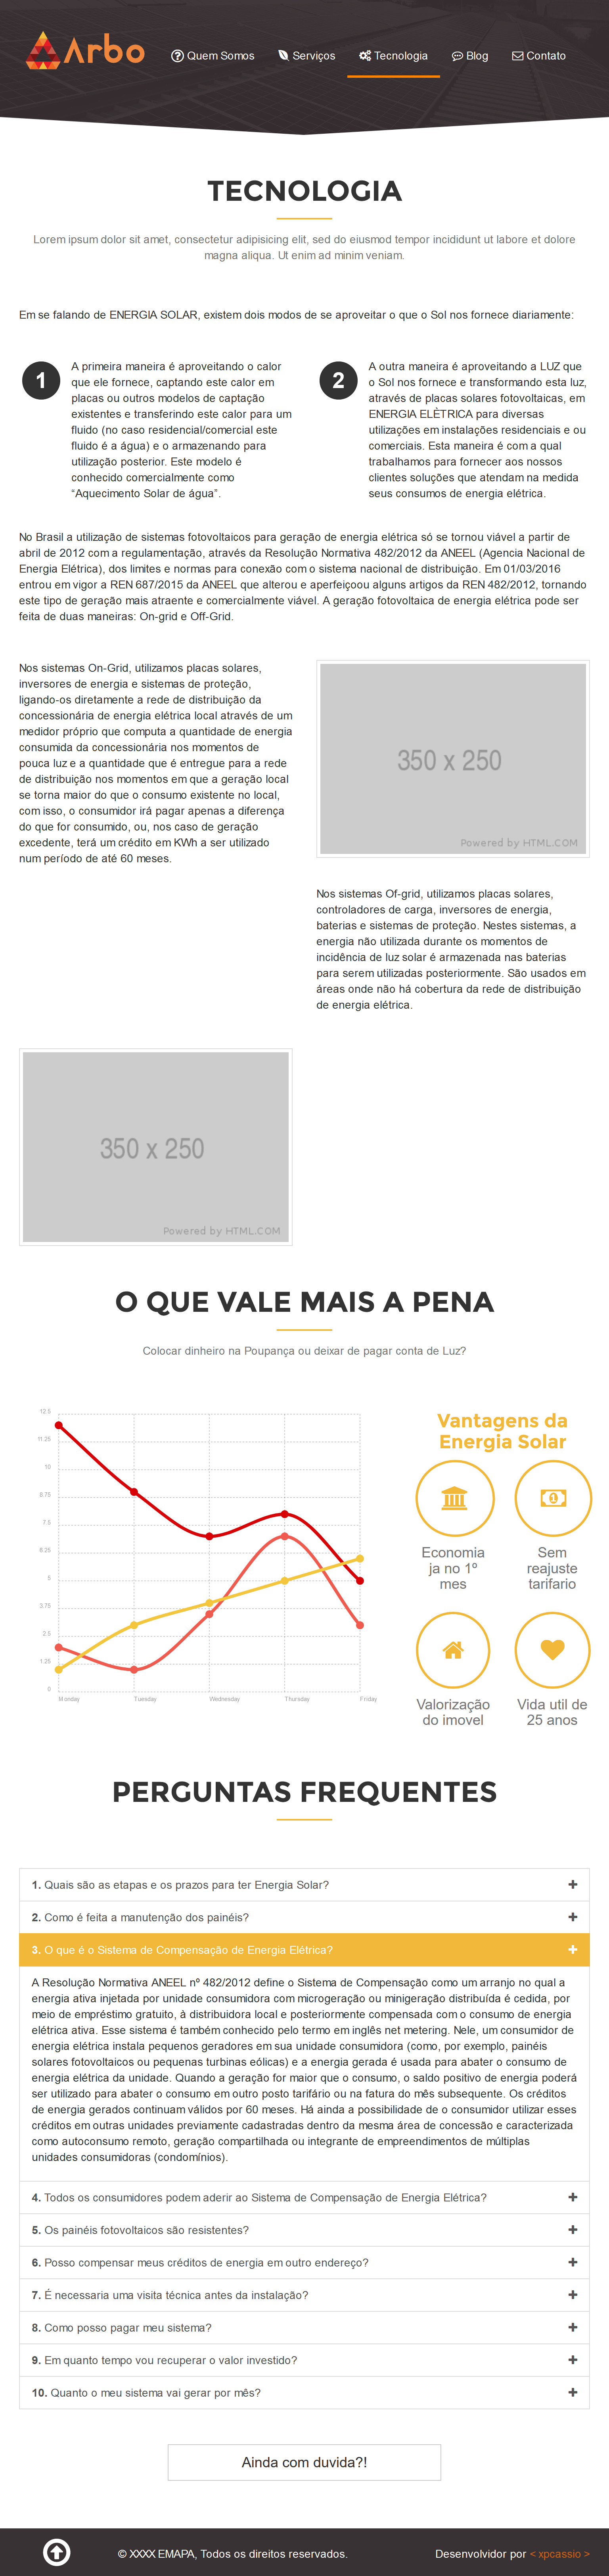 Arbo
Quem Somos
Serviços
Tecnologia
Blog
Contato
TECNOLOGIA
Lorem ipsum dolor sit amet, consectetur adipisicing elit, sed do eiusmod tempor incididunt ut labore et dolore
magna aliqua. Ut enim ad minim veniam.
Em se falando de ENERGIA SOLAR, existem dois modos de se aproveitar o que o Sol nos fornece diariamente:
1
A primeira maneira é aproveitando o calor
que ele fornece, captando este calor em
placas ou outros modelos de captação
existentes e transferindo este calor para um
fluido (no caso residencial/comercial este
fluido é a água) e o armazenando para
utilização posterior. Este modelo é
conhecido comercialmente como
“Aquecimento Solar de água”.
2
A outra maneira é aproveitando a LUZ que
o Sol nos fornece e transformando esta luz,
através de placas solares fotovoltaicas, em
ENERGIA ELÈTRICA para diversas
utilizações em instalações residenciais e ou
comerciais. Esta maneira é com a qual
trabalhamos para fornecer aos nossos
clientes soluções que atendam na medida
seus consumos de energia elétrica.
No Brasil a utilização de sistemas fotovoltaicos para geração de energia elétrica só se tornou viável a partir de
abril de 2012 com a regulamentação, através da Resolução Normativa 482/2012 da ANEEL (Agencia Nacional de
Energia Elétrica), dos limites e normas para conexão com o sistema nacional de distribuição. Em 01/03/2016
entrou em vigor a REN 687/2015 da ANEEL que alterou e aperfeiçoou alguns artigos da REN 482/2012, tornando
este tipo de geração mais atraente e comercialmente viável. A geração fotovoltaica de energia elétrica pode ser
feita de duas maneiras: On-grid e Off-Grid.
Nos sistemas On-Grid, utilizamos placas solares,
inversores de energia e sistemas de proteção,
ligando-os diretamente a rede de distribuição da
concessionária de energia elétrica local através de um
medidor próprio que computa a quantidade de energia
consumida da concessionária nos momentos de
pouca luz e a quantidade que é entregue para a rede
de distribuição nos momentos em que a geração local
se torna maior do que o consumo existente no local,
com isso, o consumidor irá pagar apenas a diferença
do que for consumido, ou, nos caso de geração
excedente, terá um crédito em KWh a ser utilizado
num período de até 60 meses.
350 x 250
Powered by HTML.COM
Nos sistemas Of-grid, utilizamos placas solares,
controladores de carga, inversores de energia,
baterias e sistemas de proteção. Nestes sistemas, a
energia não utilizada durante os momentos de
incidência de luz solar é armazenada nas baterias
para serem utilizadas posteriormente. São usados em
áreas onde não há cobertura da rede de distribuição
de energia elétrica.
350 x 250
Powered by HTML.COM
O QUE VALE MAIS A PENA
Colocar dinheiro na Poupança ou deixar de pagar conta de Luz?
12.5
11.25
10
8.75
7.5
6.25
5
3.75
2.5
1.25
0
Monday
Tuesday
Wednesday
Thursday
Friday
Vantagens da
Energia Solar
Economia
ja no 1º
mes
Sem
reajuste
tarifario
Valorização
do imovel
Vida util de
25 anos
PERGUNTAS FREQUENTES
1. Quais são as etapas e os prazos para ter Energia Solar?
2. Como é feita a manutenção dos painéis?
3. O que é o Sistema de Compensação de Energia Elétrica?
A Resolução Normativa ANEEL nº 482/2012 define o Sistema de Compensação como um arranjo no qual a
energia ativa injetada por unidade consumidora com microgeração ou minigeração distribuída é cedida, por
meio de empréstimo gratuito, à distribuidora local e posteriormente compensada com o consumo de energia
elétrica ativa. Esse sistema é também conhecido pelo termo em inglês net metering. Nele, um consumidor de
energia elétrica instala pequenos geradores em sua unidade consumidora (como, por exemplo, painéis
solares fotovoltaicos ou pequenas turbinas eólicas) e a energia gerada é usada para abater o consumo de
energia elétrica da unidade. Quando a geração for maior que o consumo, o saldo positivo de energia poderá
ser utilizado para abater o consumo em outro posto tarifário ou na fatura do mês subsequente. Os créditos
de energia gerados continuam válidos por 60 meses. Há ainda a possibilidade de o consumidor utilizar esses
créditos em outras unidades previamente cadastradas dentro da mesma área de concessão e caracterizada
como autoconsumo remoto, geração compartilhada ou integrante de empreendimentos de múltiplas
unidades consumidoras (condomínios).
4. Todos os consumidores podem aderir ao Sistema de Compensação de Energia Elétrica?
5. Os painéis fotovoltaicos são resistentes?
6. Posso compensar meus créditos de energia em outro endereço?
7. É necessaria uma visita técnica antes da instalação?
8. Como posso pagar meu sistema?
9. Em quanto tempo vou recuperar o valor investido?
10. Quanto o meu sistema vai gerar por mês?
Ainda com duvida?!
© XXXX EMAPA, Todos os direitos reservados.
Desenvolvidor por < xpcassio >